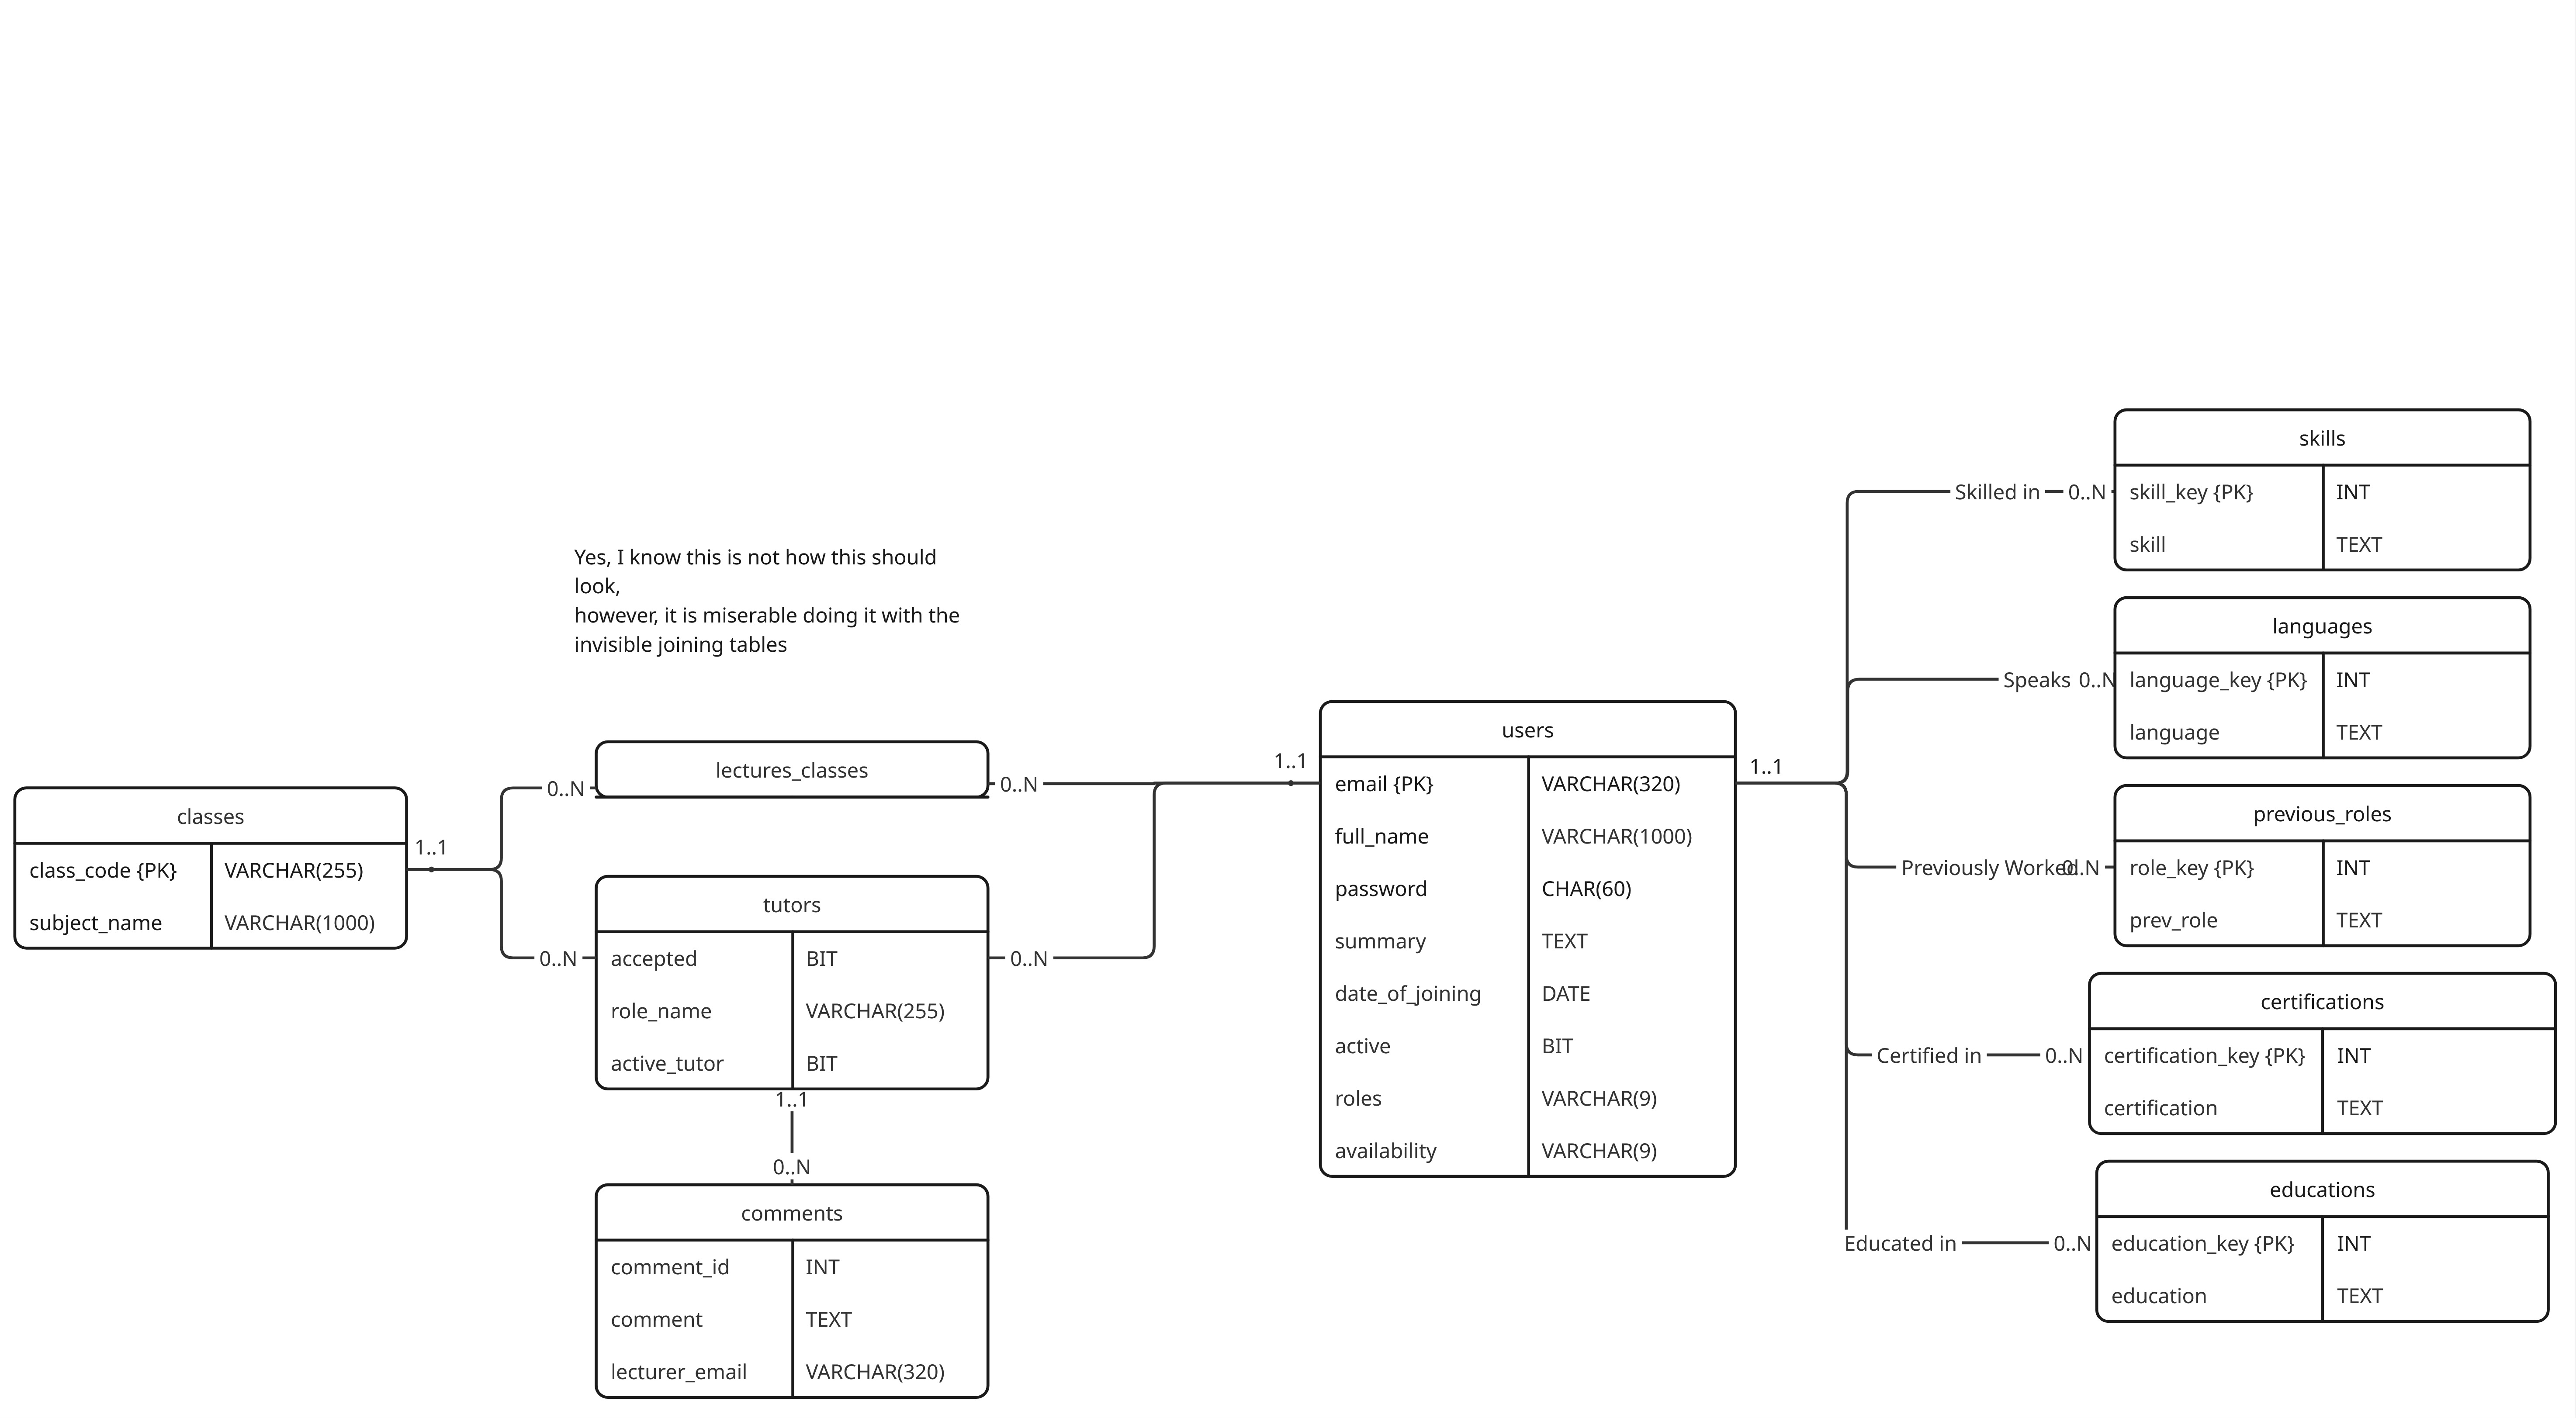 Yes, I know this is not how this should
look,
however, it is miserable doing it with the
invisible joining tables
classes
class_code {PK} VARCHAR(255)
subject_name VARCHAR(1000)
1..1
0..N
0..N
lectures_classes
0..N
tutors
accepted BIT
role_name VARCHAR(255)
active_tutor BIT
0..N
1..1
0..N
comments
comment_id INT
comment TEXT
lecturer_email VARCHAR(320)
1..1
users
email {PK} VARCHAR(320)
full_name VARCHAR(1000)
password CHAR(60)
summary TEXT
date_of_joining DATE
active BIT
roles VARCHAR(9)
availability VARCHAR(9)
1..1
Skilled in 0..N
skills
skill_key {PK} INT
skill TEXT
Speaks 0..N
languages
language_key {PK} INT
language TEXT
Previously Worked 0..N
previous_roles
role_key {PK} INT
prev_role TEXT
Certified in 0..N
certifications
certification_key {PK} INT
certification TEXT
Educated in 0..N
educations
education_key {PK} INT
education TEXT